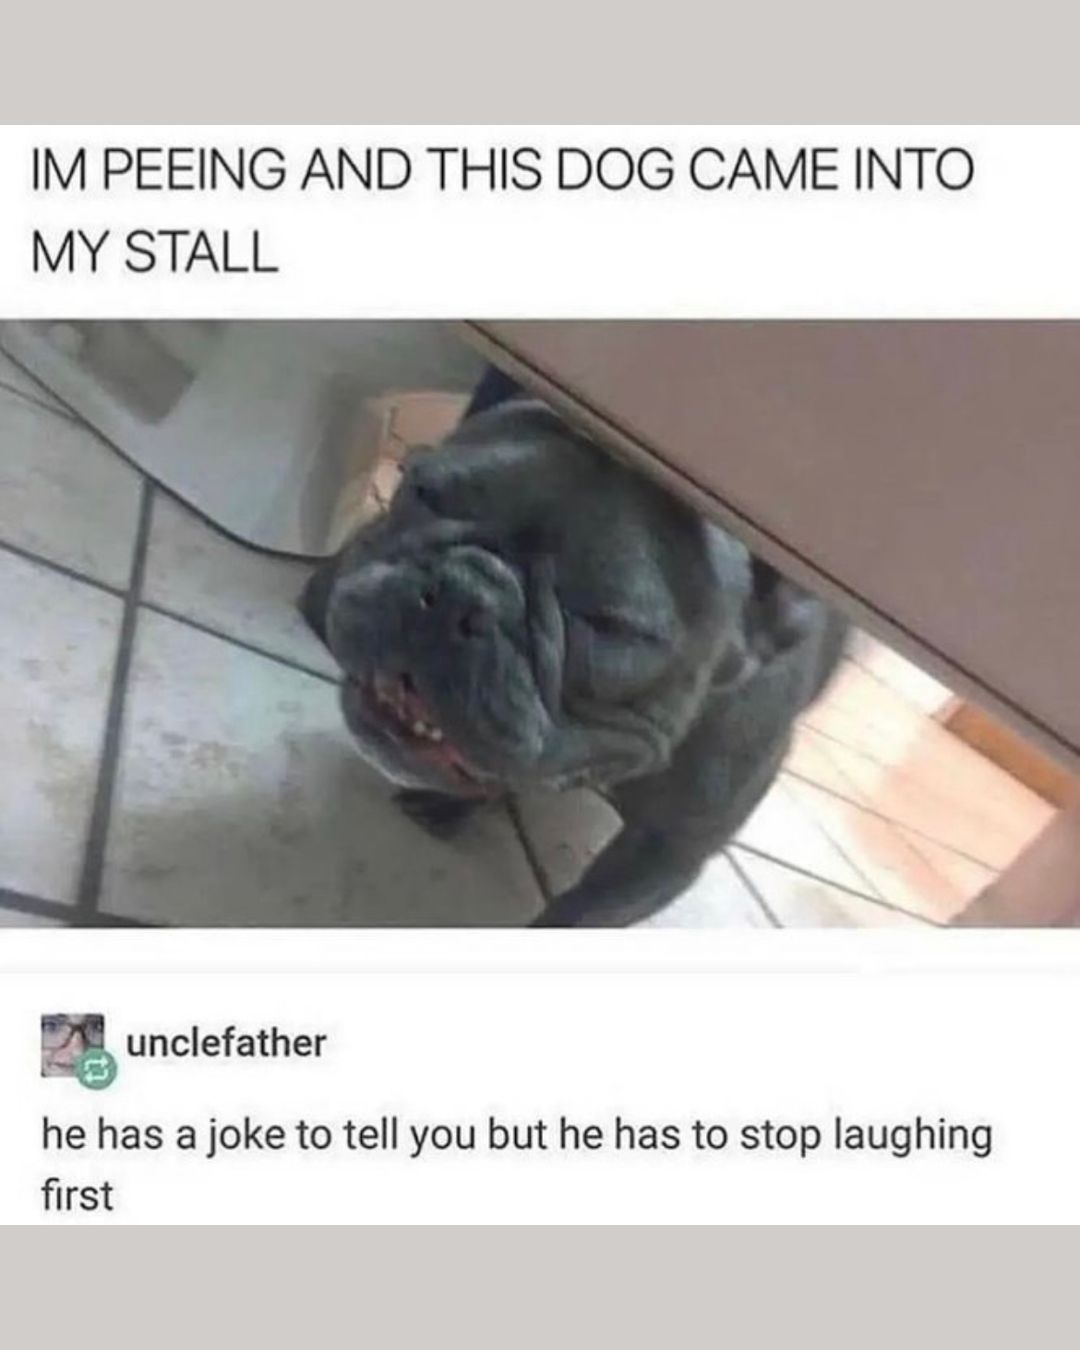 IM PEEING AND THIS DOG CAME INTO
MY STALL
unclefather
he has a joke to tell you but he has to stop laughing
first